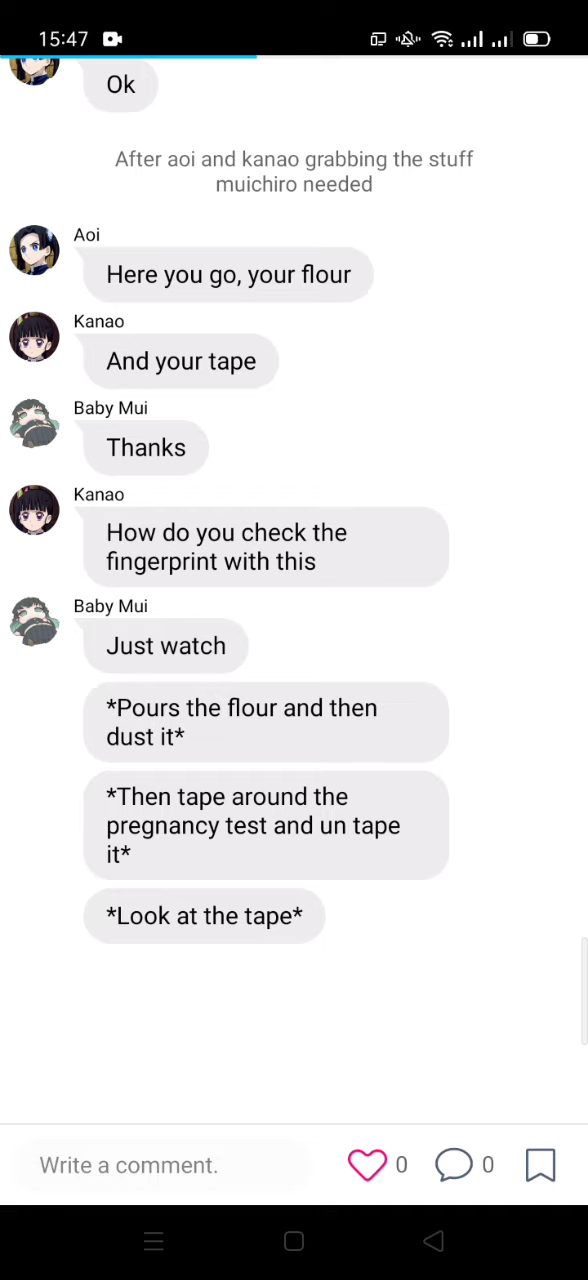 15:47
Ok
After aoi and kanao grabbing the stuff
muichiro needed
Aoi
Here you go, your flour
Kanao
And your tape
Baby Mui
Thanks
Kanao
How do you check the
fingerprint with this
Baby Mui
Just watch
*Pours the flour and then
dust it*
*Then tape around the
pregnancy test and un tape
it*
*Look at the tape*
Write a comment.
0
0